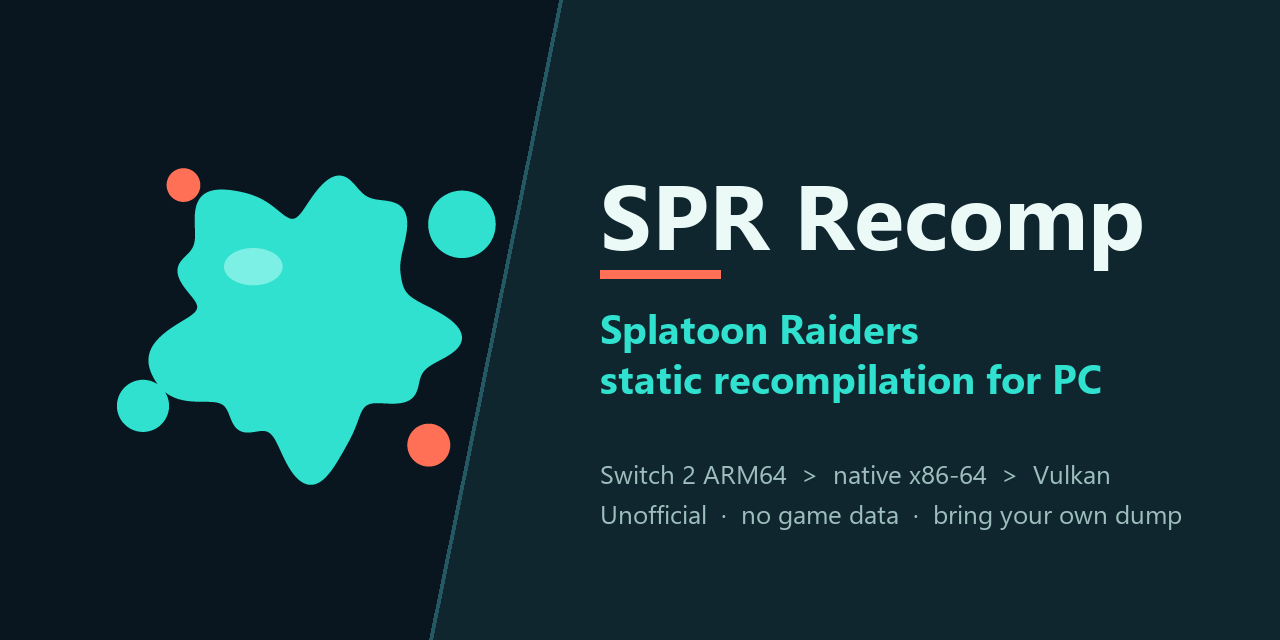 SPR Recomp
Splatoon Raiders
static recompilation for PC
Switch 2 ARM64 > native x86-64 > Vulkan
Unofficial · no game data · bring your own dump